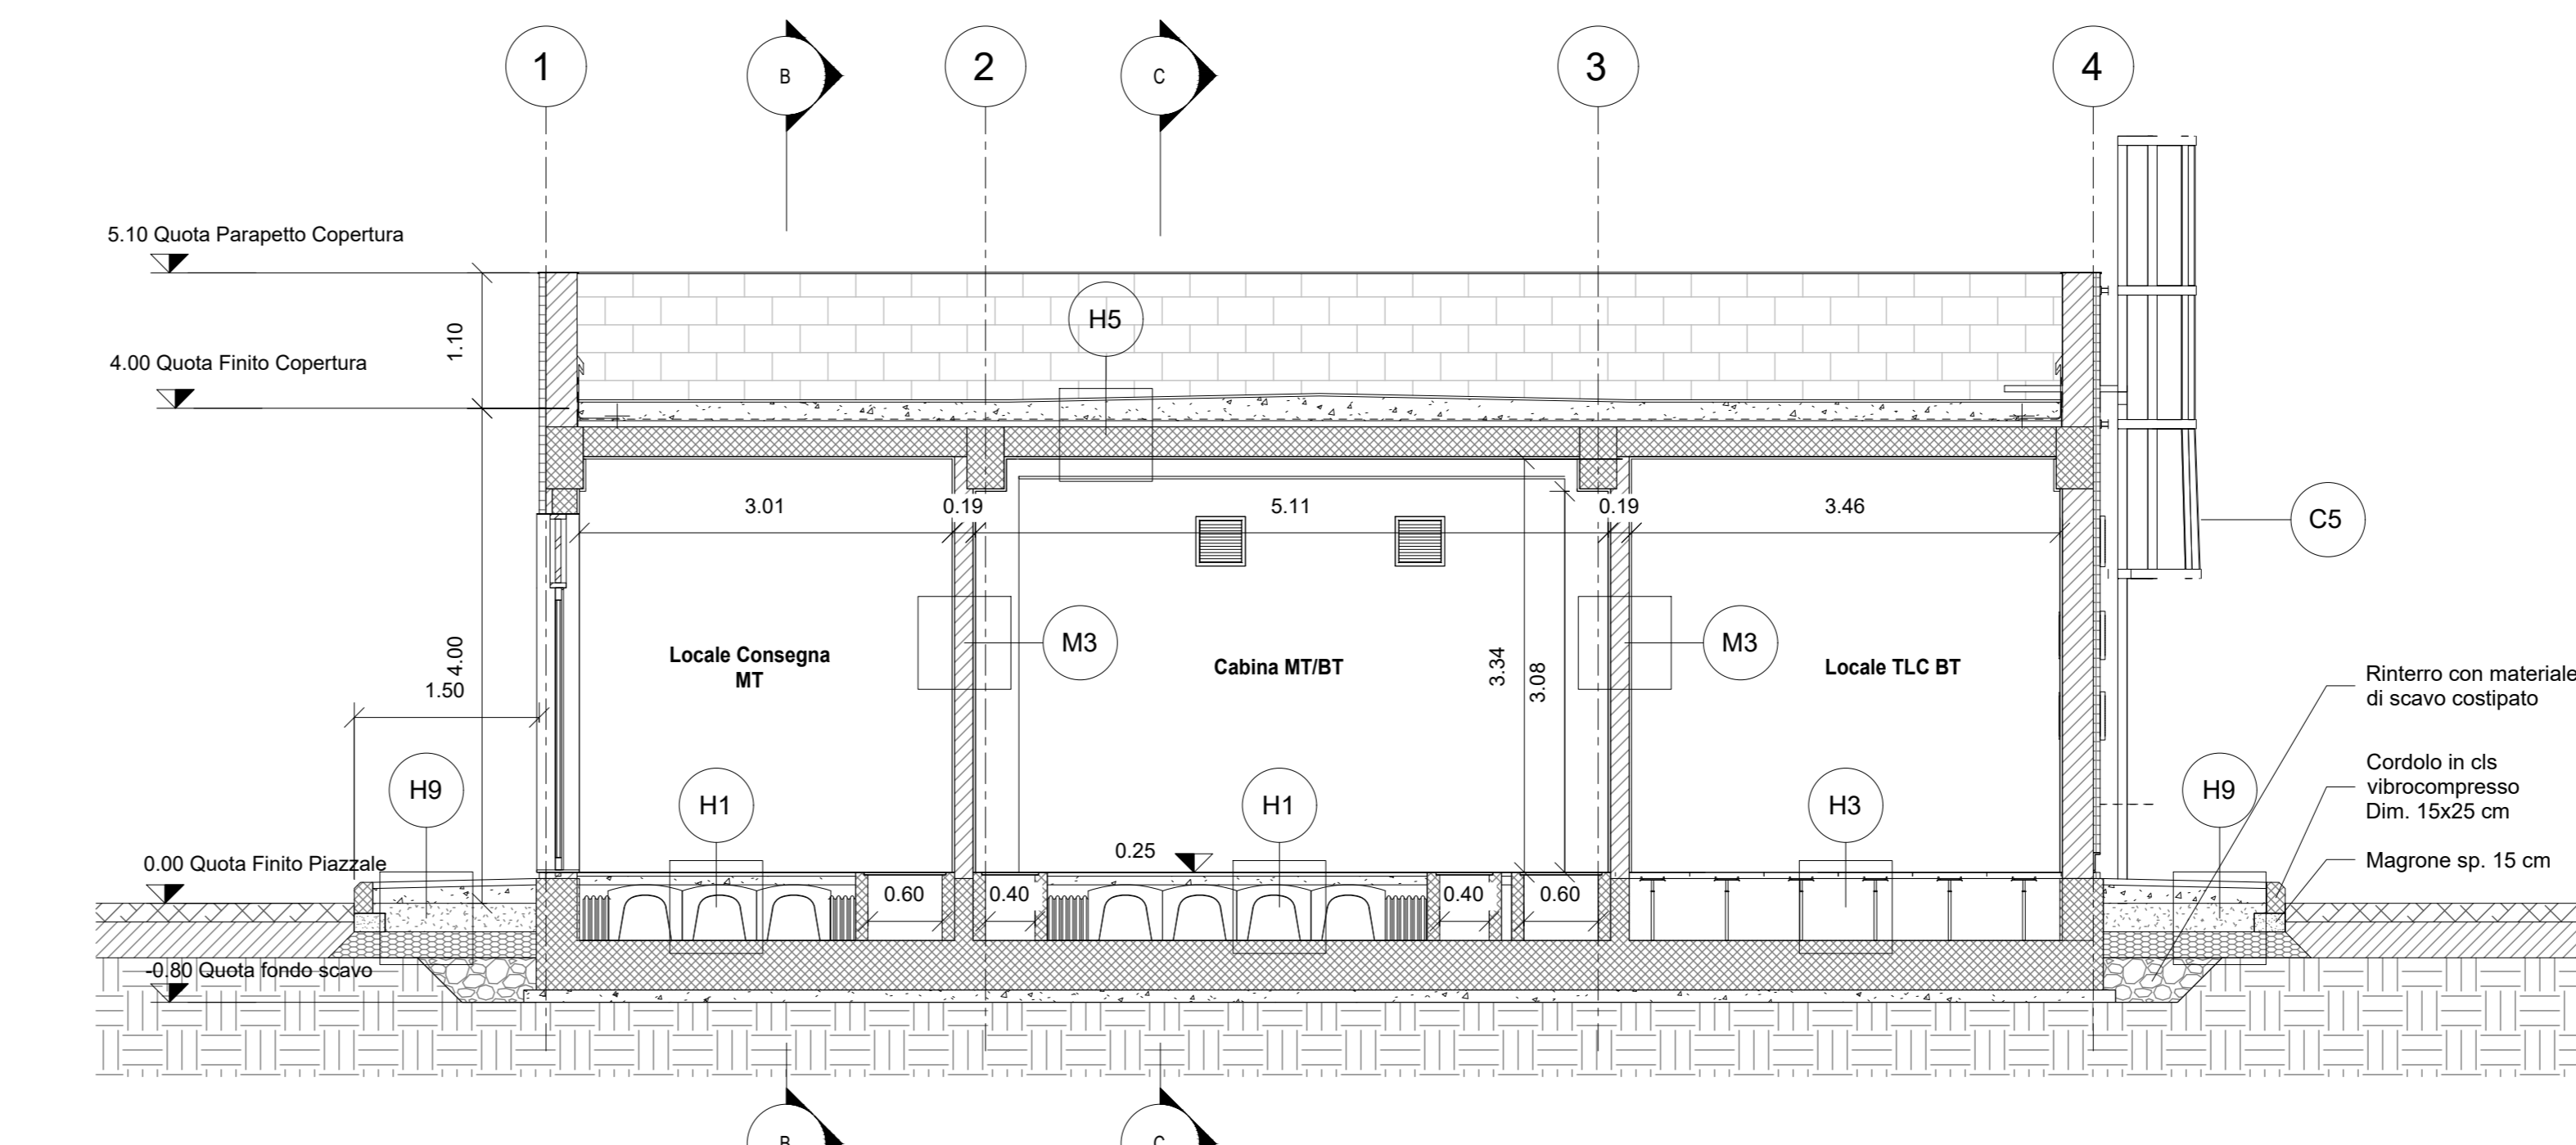 1
B
2
C
3
4
5.10 Quota Parapetto Copertura
1.10
H5
4.00 Quota Finito Copertura
3.01
0.19
5.11
0.19
3.46
C5
4.00
1.50
Locale Consegna
MT
M3
Cabina MT/BT
3.34
3.08
M3
Locale TLC BT
Rinterro con materiale
di scavo costipato
H9
H1
H1
H3
H9
Cordolo in cls
vibrocompresso
Dim. 15x25 cm
0.00 Quota Finito Piazzale
0.25
Magrone sp. 15 cm
0.60
0.40
0.40
0.60
-0.80 Quota fondo scavo
B
C